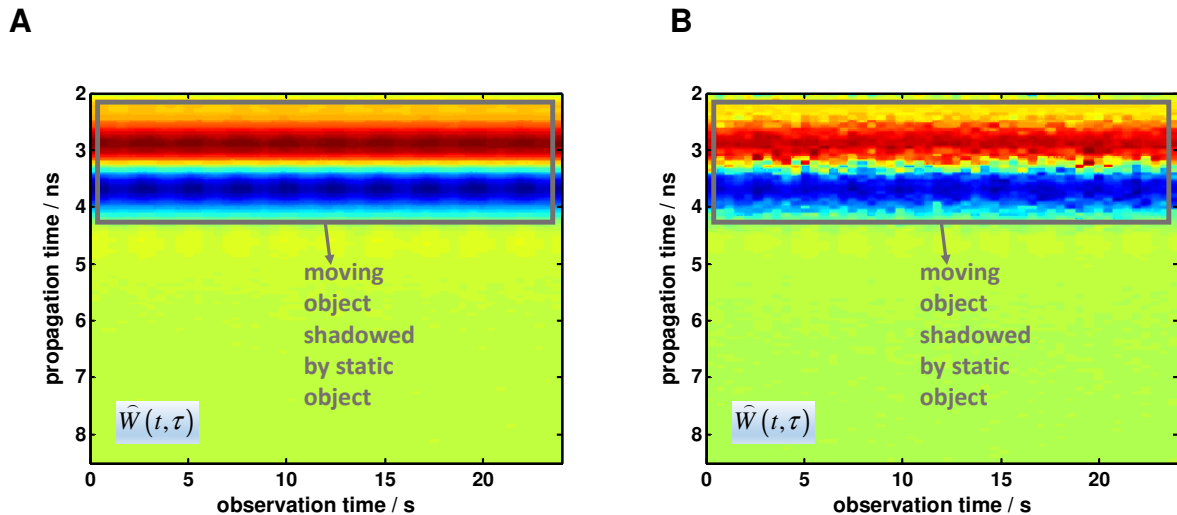 A
2
3
4
5
6
7
8
propagation time / ns
moving
object
shadowed
by static
object
Ŵ(t,τ)
0 5 10 15 20
observation time / s
B
2
3
4
5
6
7
8
propagation time / ns
moving
object
shadowed
by static
object
Ŵ(t,τ)
0 5 10 15 20
observation time / s